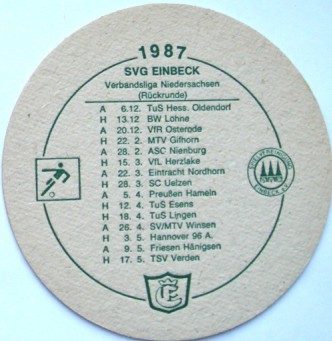 1987
SVG EINBECK
Verbandsliga Niedersachsen
(Rückrunde)
A 6.12. TuS Hess. Oldendorf
H 13.12 BW Lohne
A 20.12. VfR Osterode
H 22. 2. MTV Gifhorn
A 28. 2. ASC Nienburg
H 15. 3. VfL Herzlake
A 22. 3. Eintracht Nordhorn
H 28. 3. SC Uelzen
A 5. 4. Preußen Hameln
H 12. 4. TuS Esens
H 18. 4. TuS Lingen
A 26. 4. SV/MTV Winsen
H 3. 5. Hannover 96 A.
A 9. 5. Friesen Hänigsen
H 17. 5. TSV Verden
EINBECK